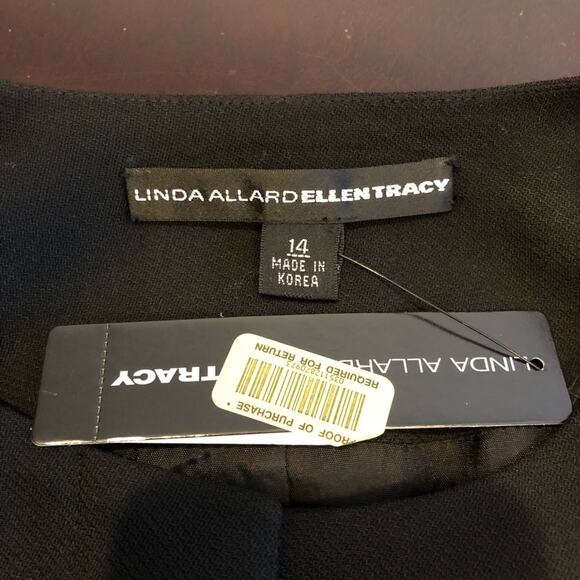 LINDA ALLARD ELLEN TRACY
14
MADE IN
KOREA
LINDA ALLARD
TRACY
PROOF OF PURCHASE
REQUIRED FOR RETURN